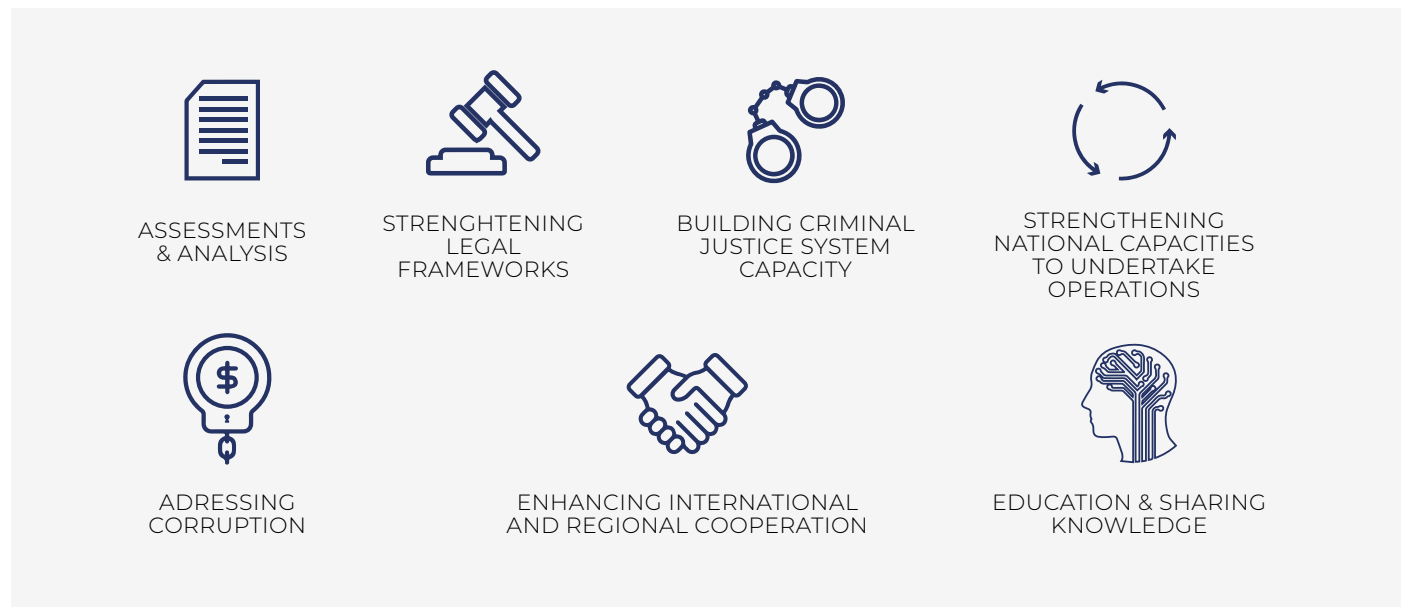 ASSESSMENTS
& ANALYSIS
STRENGHTENING
LEGAL
FRAMEWORKS
BUILDING CRIMINAL
JUSTICE SYSTEM
CAPACITY
STRENGTHENING
NATIONAL CAPACITIES
TO UNDERTAKE
OPERATIONS
$
ADRESSING
CORRUPTION
ENHANCING INTERNATIONAL
AND REGIONAL COOPERATION
EDUCATION & SHARING
KNOWLEDGE